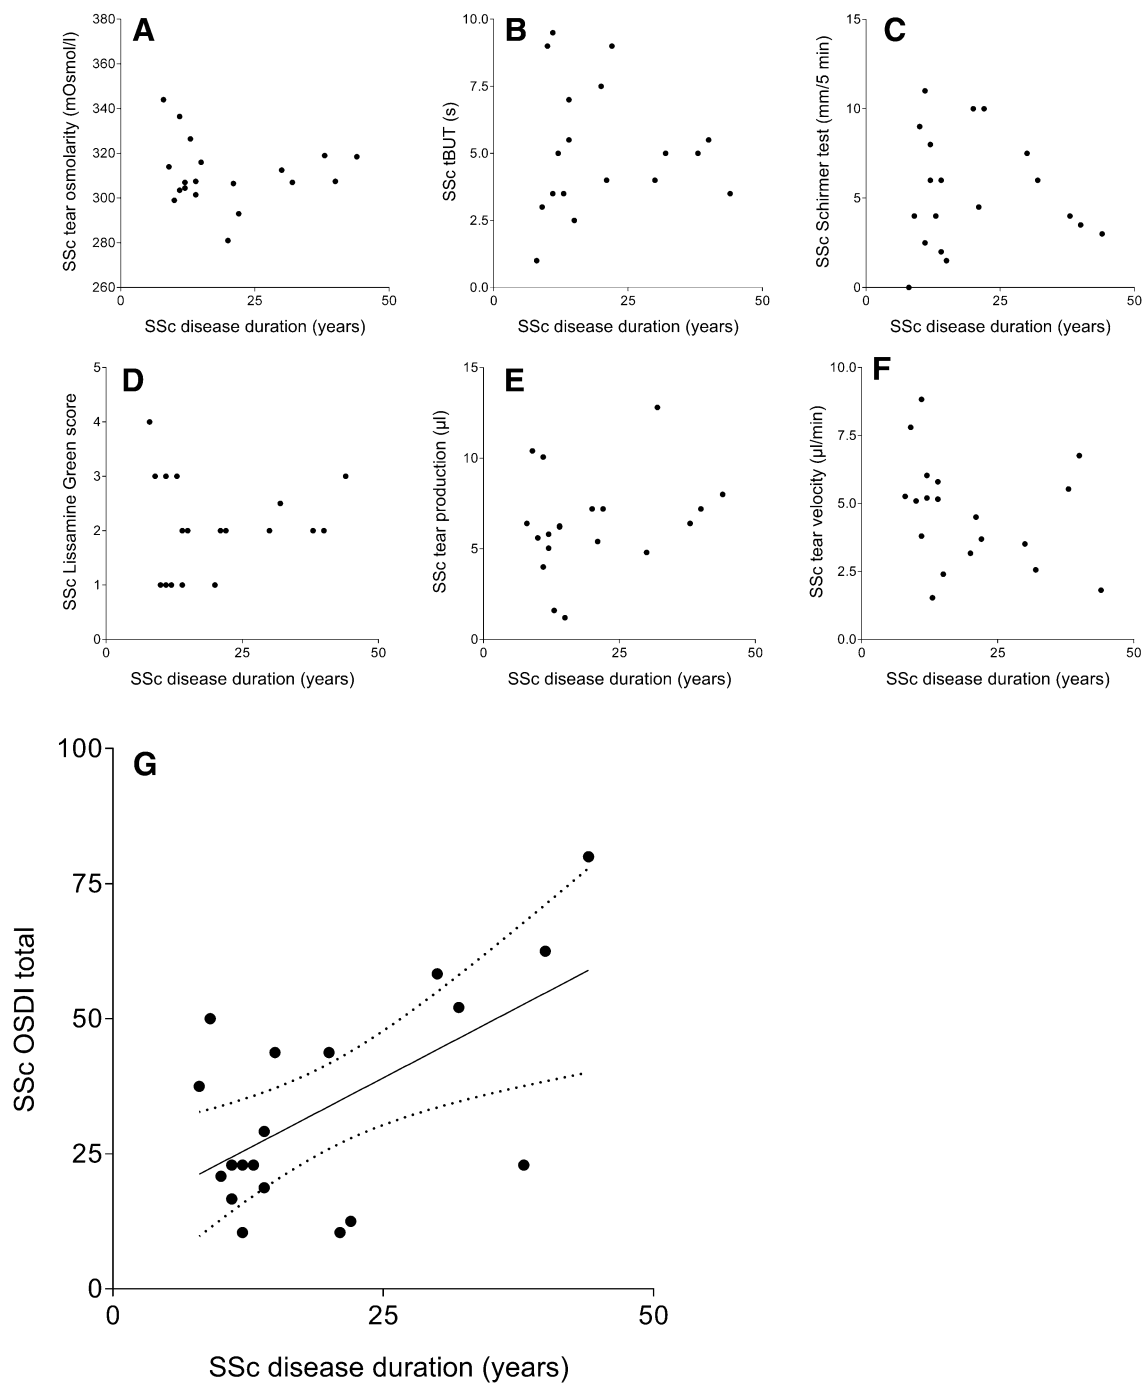 A
SSc tear osmolarity (mOsmol/l)
380
360
340
320
300
280
260
0 25 50
SSc disease duration (years)
B
SSc tBUT (s)
10.0
7.5
5.0
2.5
0.0
0 25 50
SSc disease duration (years)
C
SSc Schirmer test (mm/5 min)
15
10
5
0
0 25 50
SSc disease duration (years)
D
SSc Lissamine Green score
5
4
3
2
1
0
0 25 50
SSc disease duration (years)
E
SSc tear production (µl)
15
10
5
0
0 25 50
SSc disease duration (years)
F
SSc tear velocity (µl/min)
10.0
7.5
5.0
2.5
0.0
0 25 50
SSc disease duration (years)
G
SSc OSDI total
100
75
50
25
0
0 25 50
SSc disease duration (years)